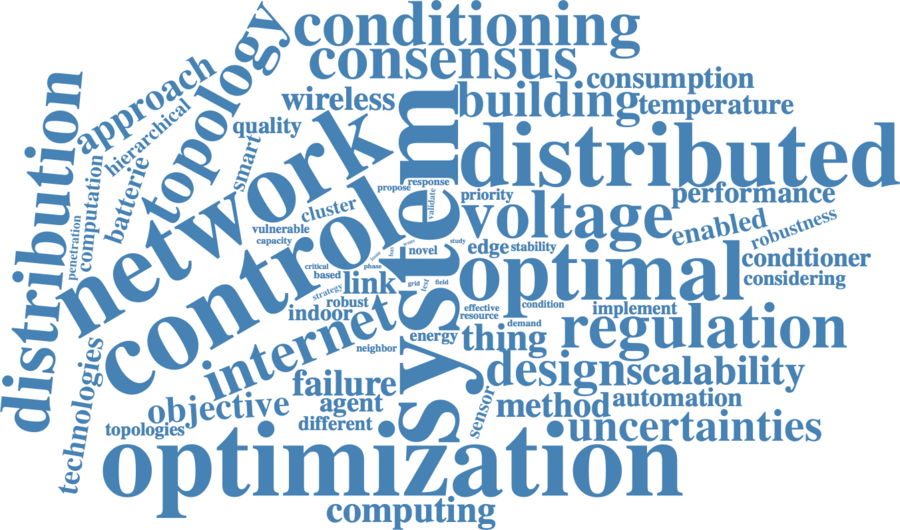 conditioning
consensus
consumption
approach
topology
wireless
building
temperature
hierarchical
quality
distribution
smart
network
system
distributed
computation
batterie
propose
response
priority
validate
performance
cluster
voltage
enabled
robustness
penetration
vulnerable
capacity
control
novel
study
edge
stability
optimal
conditioner
critical
phase
based
link
grid
test
field
considering
strategy
robust
indoor
effective
condition
resource
implement
internet
demand
regulation
energy
thing
neighbor
technologies
failure
design
scalability
objective
agent
sensor
method
automation
topologies
different
uncertainties
optimization
computing